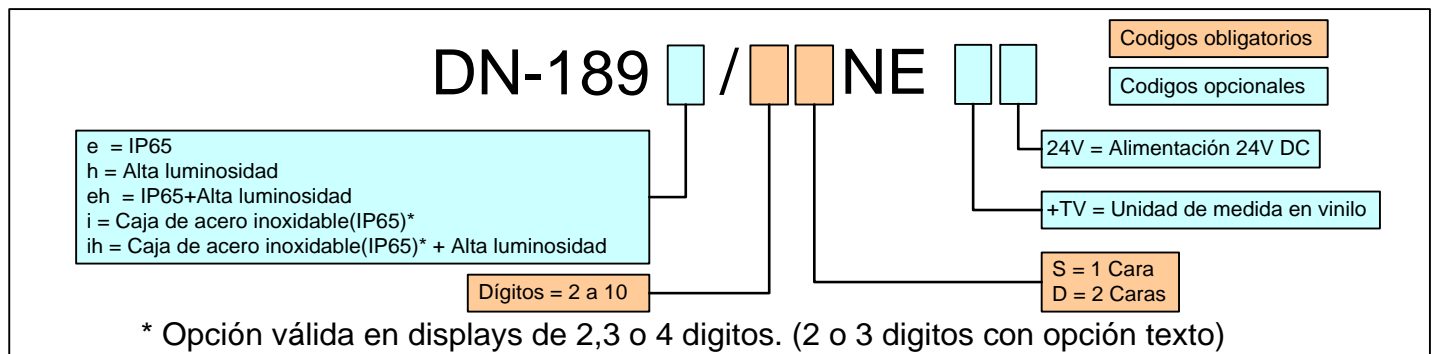 DN-189 / NE
Codigos obligatorios
Codigos opcionales
e = IP65
h = Alta luminosidad
eh = IP65+Alta luminosidad
i = Caja de acero inoxidable(IP65)*
ih = Caja de acero inoxidable(IP65)* + Alta luminosidad
24V = Alimentación 24V DC
+TV = Unidad de medida en vinilo
Dígitos = 2 a 10
S = 1 Cara
D = 2 Caras
* Opción válida en displays de 2,3 o 4 digitos. (2 o 3 digitos con opción texto)